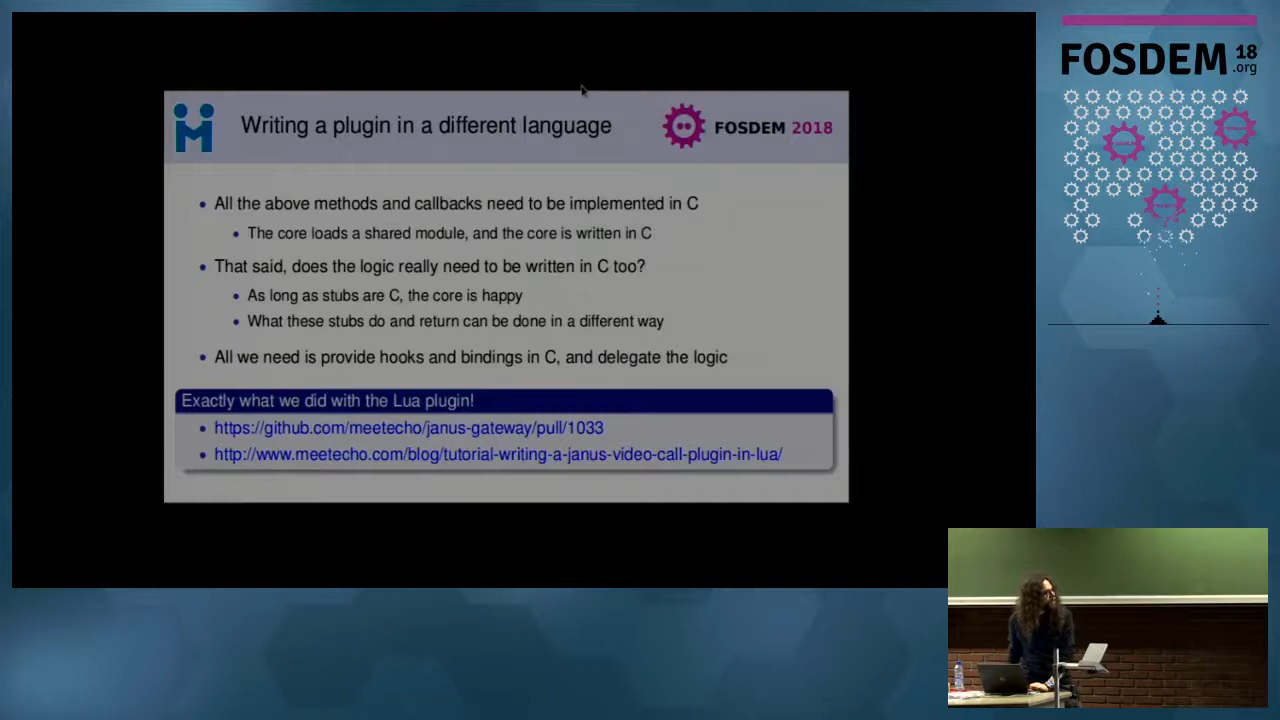 Writing a plugin in a different language
FOSDEM 2018
All the above methods and callbacks need to be implemented in C
The core loads a shared module, and the core is written in C
That said, does the logic really need to be written in C too?
As long as stubs are C, the core is happy
What these stubs do and return can be done in a different way
All we need is provide hooks and bindings in C, and delegate the logic
Exactly what we did with the Lua plugin!
https://github.com/meetecho/janus-gateway/pull/1033
http://www.meetecho.com/blog/tutorial-writing-a-janus-video-call-plugin-in-lua/
FOSDEM 18
.org